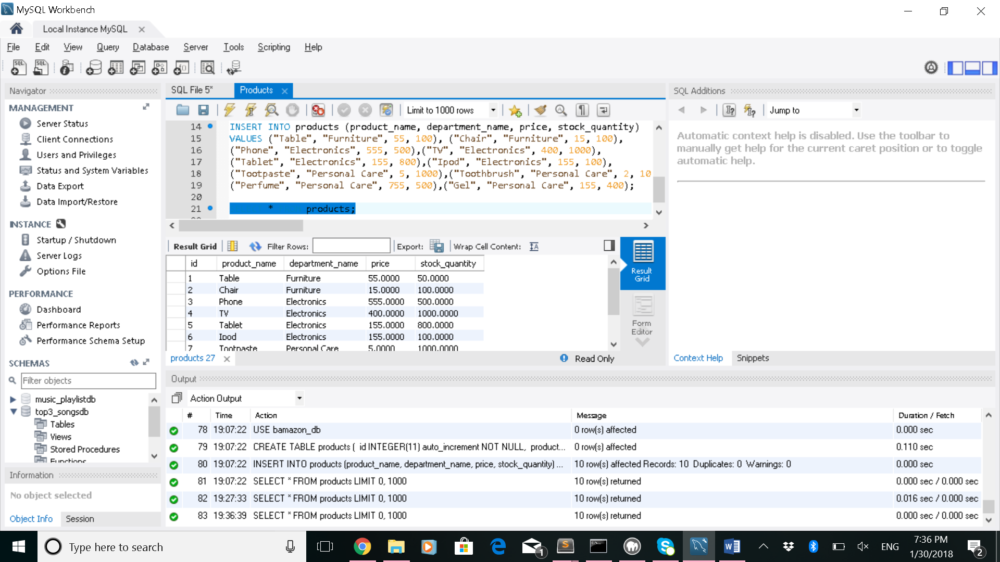 MySQL Workbench
Local Instance MySQL
File Edit View Query Database Server Tools Scripting Help
Navigator
MANAGEMENT
Server Status
Client Connections
Users and Privileges
Status and System Variables
Data Export
Data Import/Restore
INSTANCE
Startup / Shutdown
Server Logs
Options File
PERFORMANCE
Dashboard
Performance Reports
Performance Schema Setup
SCHEMAS
Filter objects
music_playlistdb
top3_songsdb
Tables
Views
Stored Procedures
Functions
Information
No object selected
Object Info Session
SQL File 5* Products
Limit to 1000 rows
14 INSERT INTO products (product_name, department_name, price, stock_quantity)
15 VALUES ("Table", "Furniture", 55, 100), ("Chair", "Furniture", 15, 100),
16 ("Phone", "Electronics", 555, 500),("TV", "Electronics", 400, 1000),
17 ("Tablet", "Electronics", 155, 800),("Ipod", "Electronics", 155, 100),
18 ("Tootpaste", "Personal Care", 5, 1000),("Toothbrush", "Personal Care", 2, 10
19 ("Perfume", "Personal Care", 755, 500),("Gel", "Personal Care", 155, 400);
20
21 * products;
Result Grid Filter Rows: Export: Wrap Cell Content:
id product_name department_name price stock_quantity
1 Table Furniture 55.0000 50.0000
2 Chair Furniture 15.0000 100.0000
3 Phone Electronics 555.0000 500.0000
4 TV Electronics 400.0000 1000.0000
5 Tablet Electronics 155.0000 800.0000
6 Ipod Electronics 155.0000 100.0000
7 Tootpaste Personal Care 5.0000 1000.0000
Result Grid
Form Editor
products 27
Read Only
SQL Additions
Jump to
Automatic context help is disabled. Use the toolbar to
manually get help for the current caret position or to toggle
automatic help.
Context Help Snippets
Output
Action Output
# Time Action Message Duration / Fetch
78 19:07:22 USE bamazon_db 0 row(s) affected 0.000 sec
79 19:07:22 CREATE TABLE products ( id INTEGER(11) auto_increment NOT NULL, product... 0 row(s) affected 0.110 sec
80 19:07:22 INSERT INTO products (product_name, department_name, price, stock_quantity) ... 10 row(s) affected Records: 10 Duplicates: 0 Warnings: 0 0.000 sec
81 19:07:22 SELECT * FROM products LIMIT 0, 1000 10 row(s) returned 0.000 sec / 0.000 sec
82 19:27:33 SELECT * FROM products LIMIT 0, 1000 10 row(s) returned 0.016 sec / 0.000 sec
83 19:36:39 SELECT * FROM products LIMIT 0, 1000 10 row(s) returned 0.000 sec / 0.000 sec
Type here to search
1
ENG
7:36 PM
1/30/2018
2